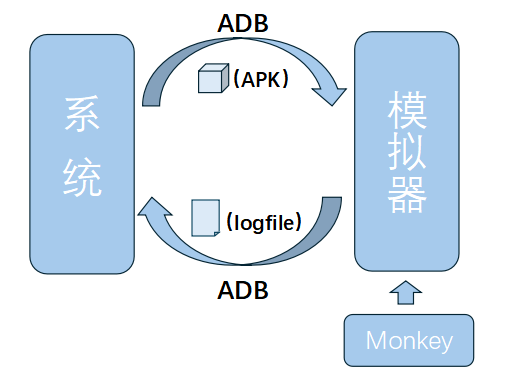 ADB
(APK)
系统
模拟器
(logfile)
ADB
Monkey